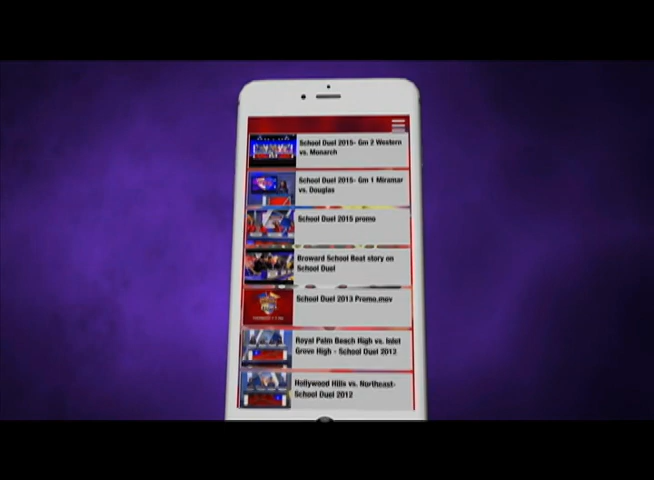 School Duel 2015- Gm 2 Western
vs. Monarch
School Duel 2015- Gm 1 Miramar
vs. Douglas
School Duel 2015 promo
Broward School Beat story on
School Duel
School Duel 2013 Promo.mov
Royal Palm Beach High vs. Inlet
Grove High - School Duel 2012
Hollywood Hills vs. Northeast-
School Duel 2012